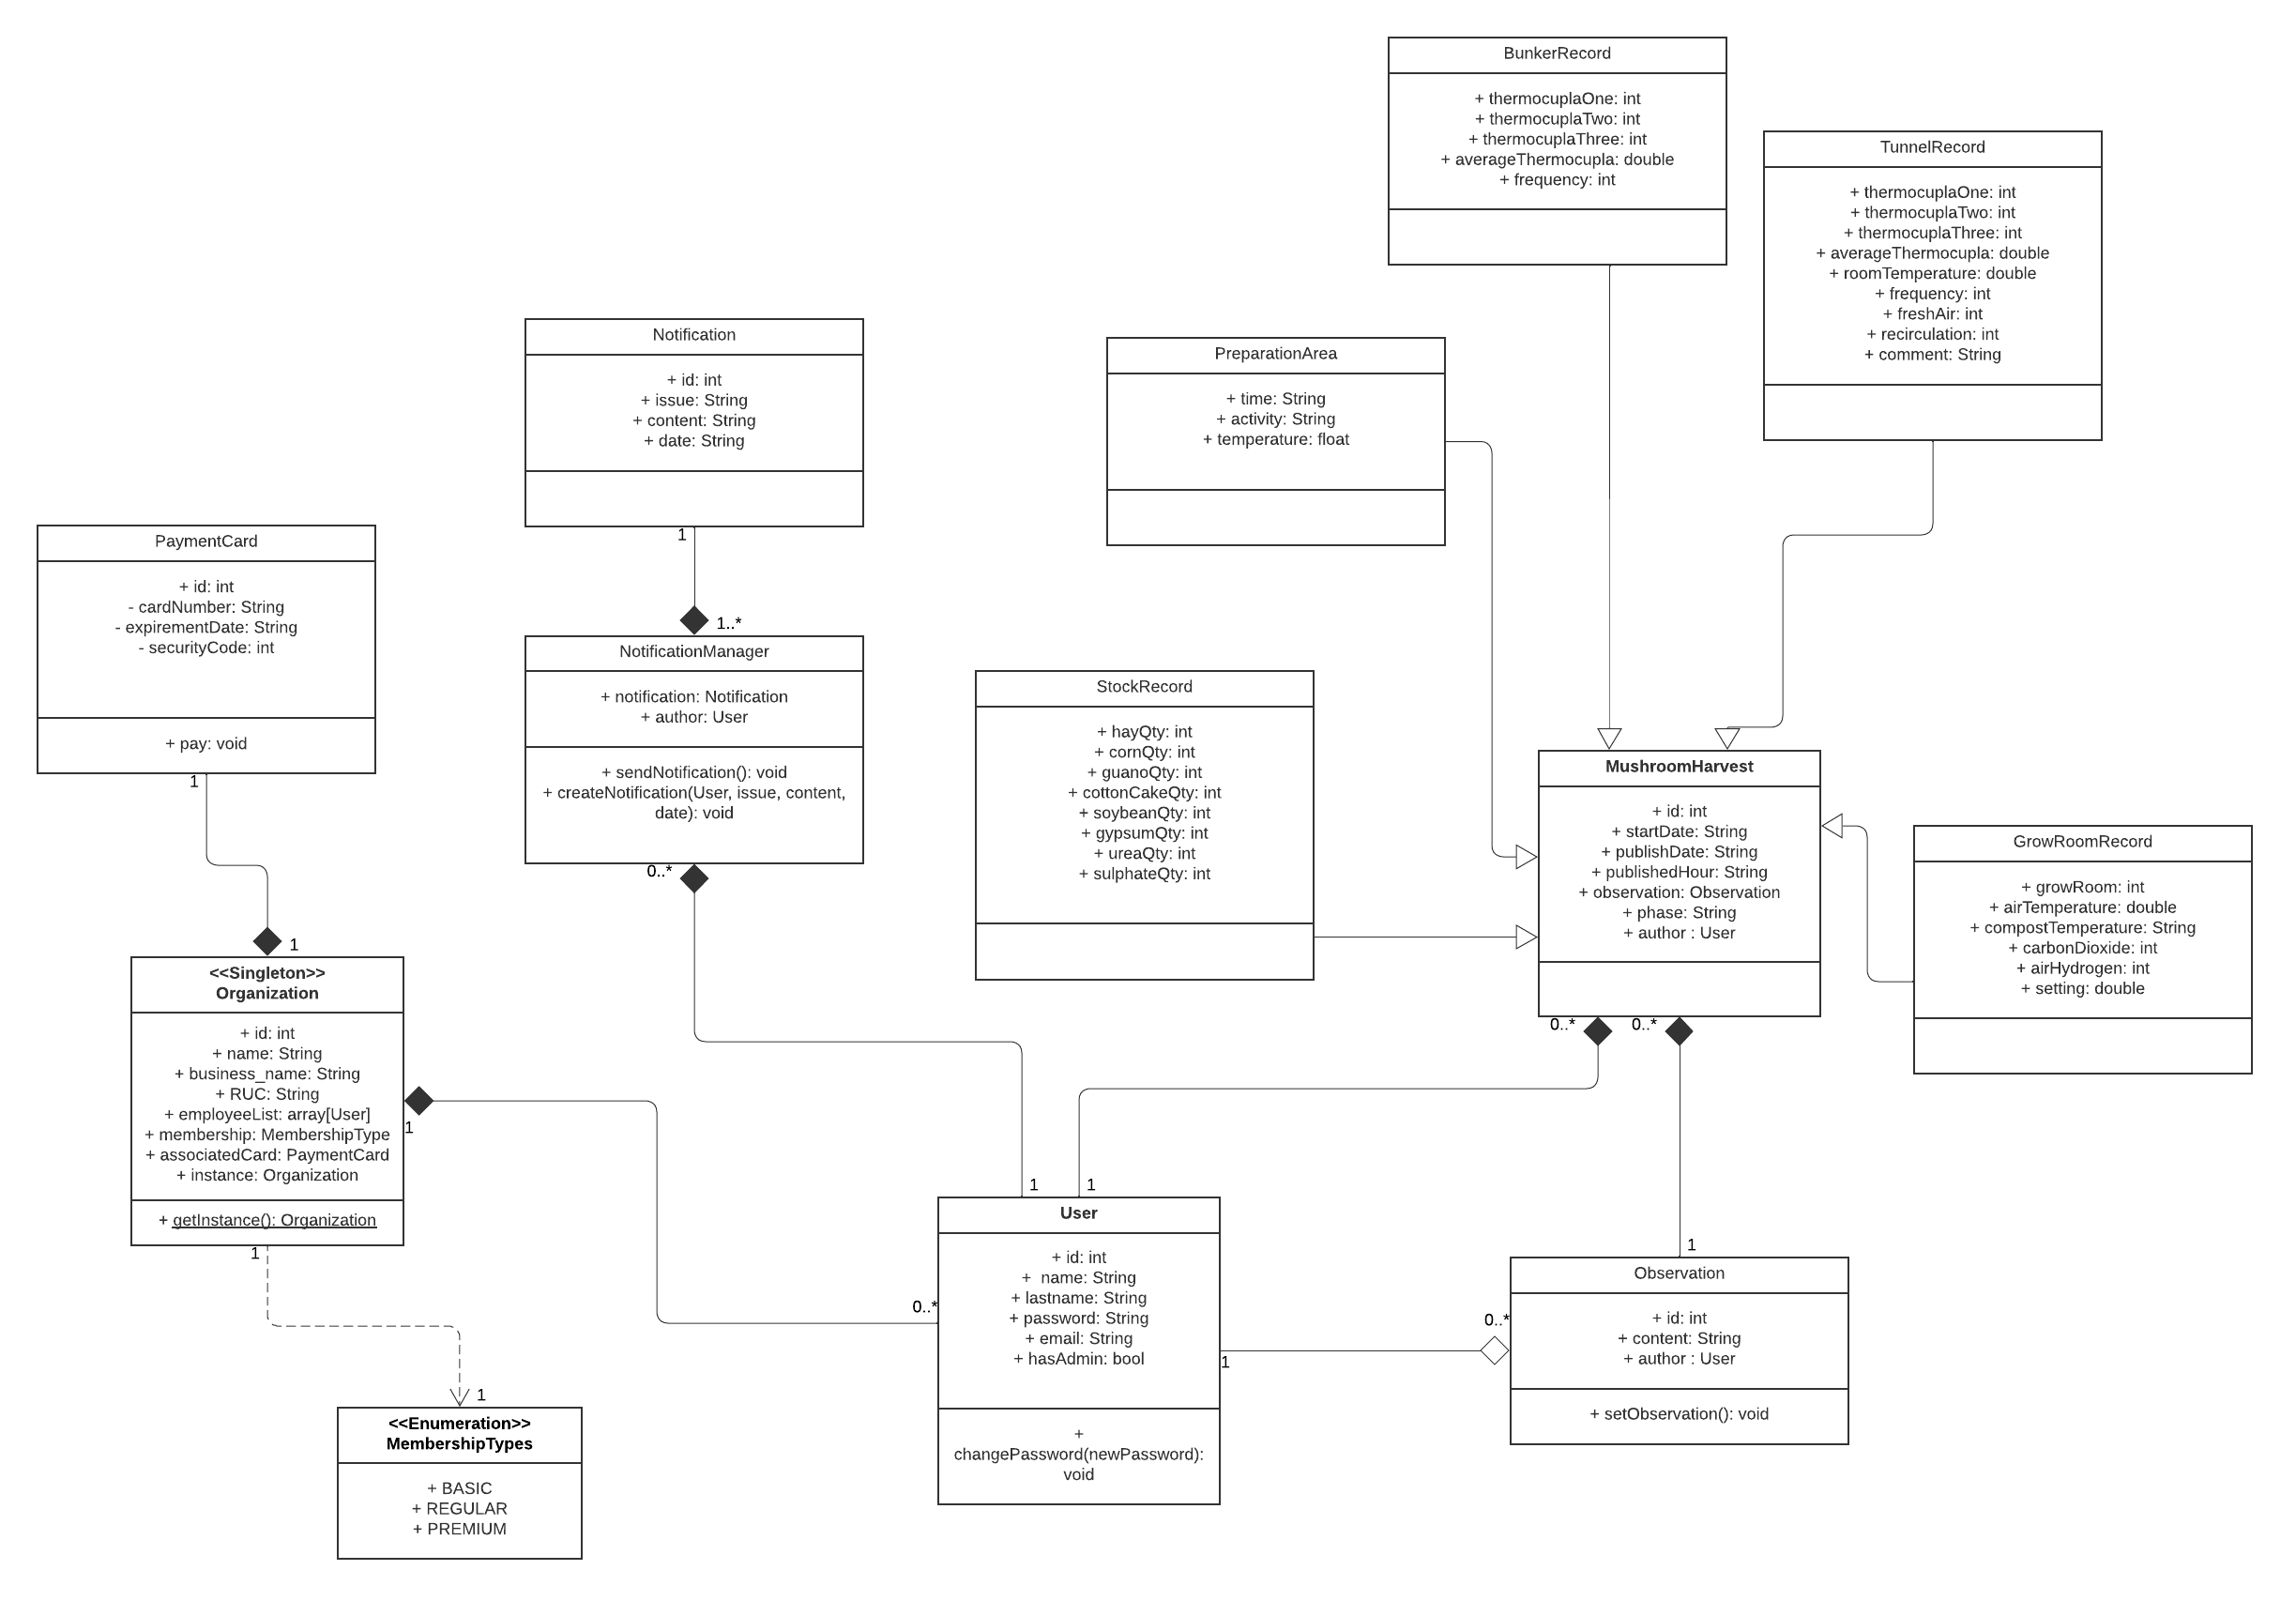 BunkerRecord
+ thermocuplaOne: int
+ thermocuplaTwo: int
+ thermocuplaThree: int
+ averageThermocupla: double
+ frequency: int
TunnelRecord
+ thermocuplaOne: int
+ thermocuplaTwo: int
+ thermocuplaThree: int
+ averageThermocupla: double
+ roomTemperature: double
+ frequency: int
+ freshAir: int
+ recirculation: int
+ comment: String
Notification
+ id: int
+ issue: String
+ content: String
+ date: String
1
1..*
PreparationArea
+ time: String
+ activity: String
+ temperature: float
PaymentCard
+ id: int
- cardNumber: String
- expirementDate: String
- securityCode: int
+ pay: void
1
1
NotificationManager
+ notification: Notification
+ author: User
+ sendNotification(): void
+ createNotification(User, issue, content,
date): void
0..*
StockRecord
+ hayQty: int
+ cornQty: int
+ guanoQty: int
+ cottonCakeQty: int
+ soybeanQty: int
+ gypsumQty: int
+ ureaQty: int
+ sulphateQty: int
MushroomHarvest
+ id: int
+ startDate: String
+ publishDate: String
+ publishedHour: String
+ observation: Observation
+ phase: String
+ author : User
0..*
0..*
GrowRoomRecord
+ growRoom: int
+ airTemperature: double
+ compostTemperature: String
+ carbonDioxide: int
+ airHydrogen: int
+ setting: double
<<Singleton>>
Organization
+ id: int
+ name: String
+ business_name: String
+ RUC: String
+ employeeList: array[User]
+ membership: MembershipType
+ associatedCard: PaymentCard
+ instance: Organization
+ getInstance(): Organization
1
1
1
<<Enumeration>>
MembershipTypes
+ BASIC
+ REGULAR
+ PREMIUM
1
1
0..*
User
+ id: int
+  name: String
+ lastname: String
+ password: String
+ email: String
+ hasAdmin: bool
+
changePassword(newPassword):
void
1
0..*
1
Observation
+ id: int
+ content: String
+ author : User
+ setObservation(): void